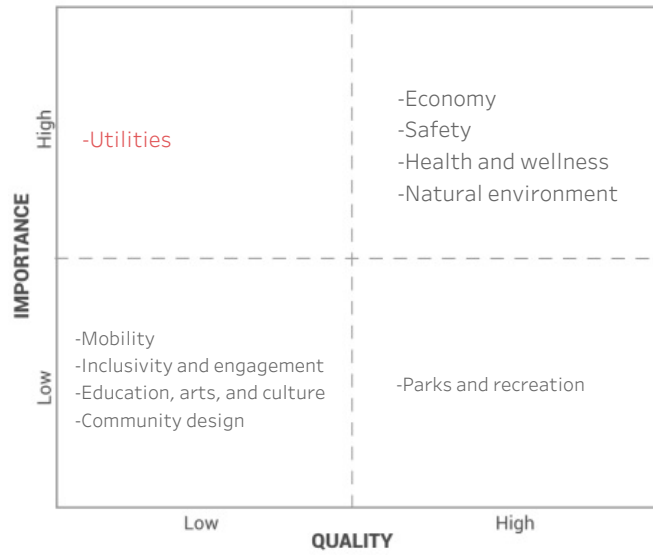 IMPORTANCE
High
-Utilities
-Economy
-Safety
-Health and wellness
-Natural environment
Low
-Mobility
-Inclusivity and engagement
-Education, arts, and culture
-Community design
-Parks and recreation
Low
High
QUALITY